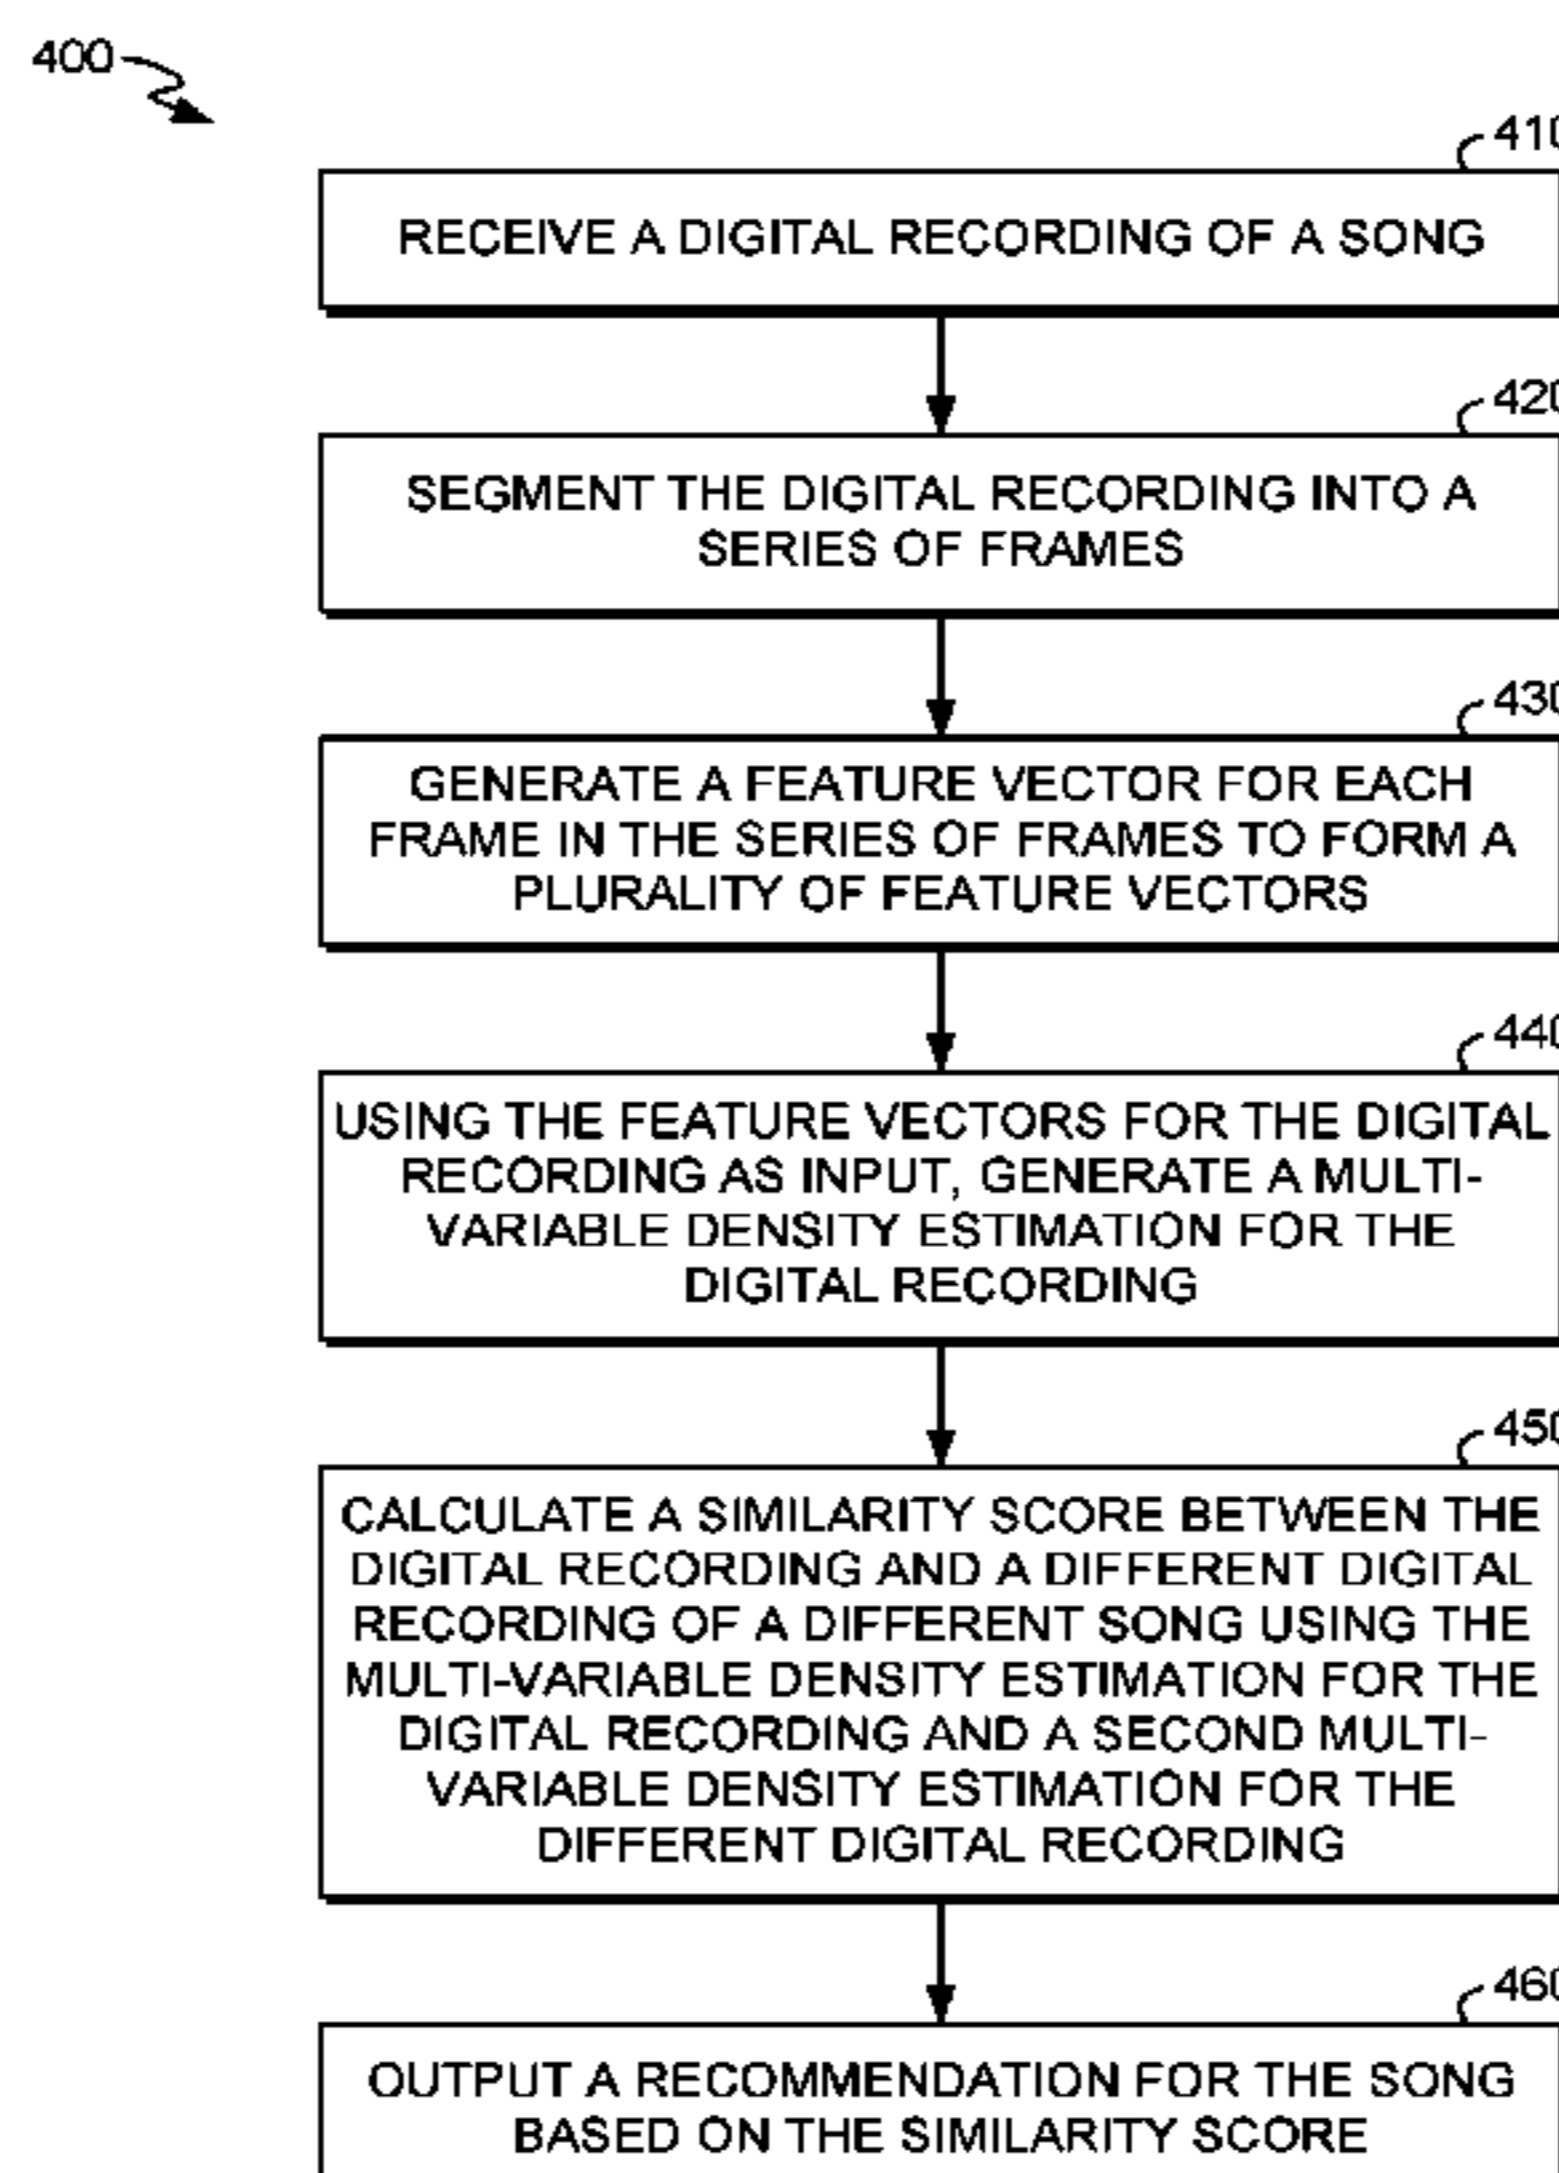 400
410
RECEIVE A DIGITAL RECORDING OF A SONG
420
SEGMENT THE DIGITAL RECORDING INTO A
SERIES OF FRAMES
430
GENERATE A FEATURE VECTOR FOR EACH
FRAME IN THE SERIES OF FRAMES TO FORM A
PLURALITY OF FEATURE VECTORS
440
USING THE FEATURE VECTORS FOR THE DIGITAL
RECORDING AS INPUT, GENERATE A MULTI-
VARIABLE DENSITY ESTIMATION FOR THE
DIGITAL RECORDING
450
CALCULATE A SIMILARITY SCORE BETWEEN THE
DIGITAL RECORDING AND A DIFFERENT DIGITAL
RECORDING OF A DIFFERENT SONG USING THE
MULTI-VARIABLE DENSITY ESTIMATION FOR THE
DIGITAL RECORDING AND A SECOND MULTI-
VARIABLE DENSITY ESTIMATION FOR THE
DIFFERENT DIGITAL RECORDING
460
OUTPUT A RECOMMENDATION FOR THE SONG
BASED ON THE SIMILARITY SCORE